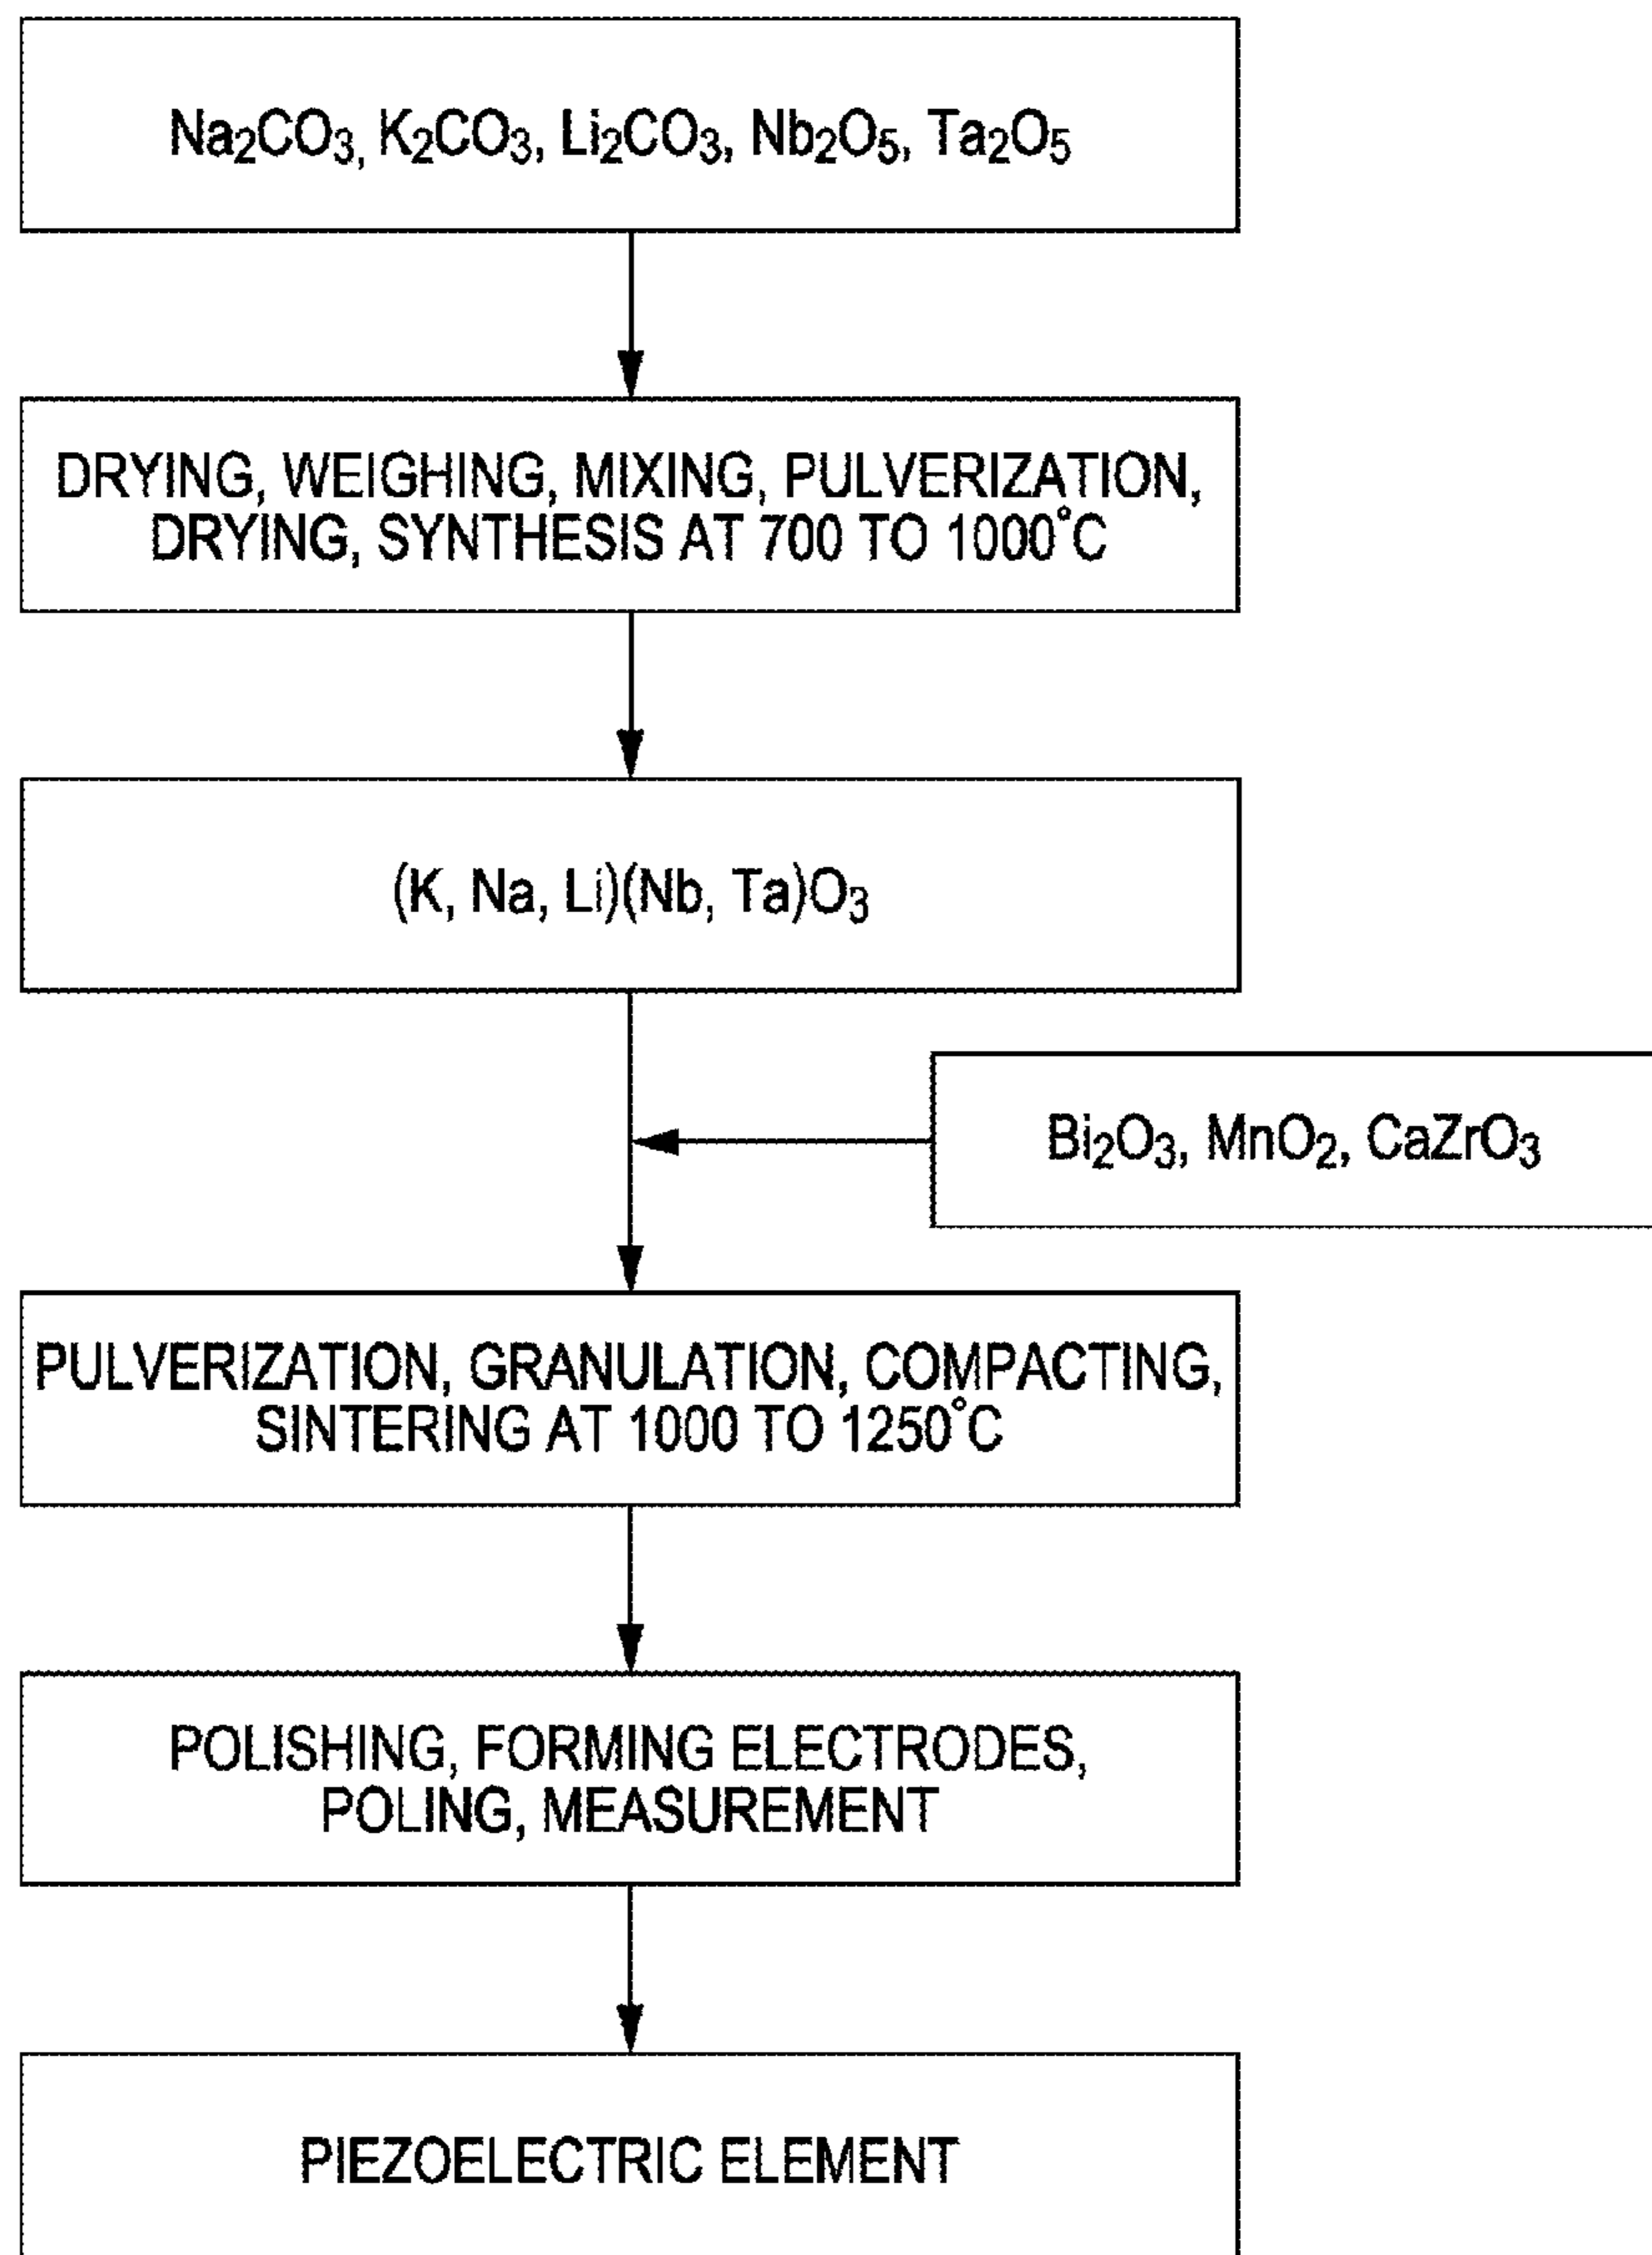 Na₂CO₃, K₂CO₃, Li₂CO₃, Nb₂O₅, Ta₂O₅
DRYING, WEIGHING, MIXING, PULVERIZATION,
DRYING, SYNTHESIS AT 700 TO 1000°C
(K, Na, Li)(Nb, Ta)O₃
Bi₂O₃, MnO₂, CaZrO₃
PULVERIZATION, GRANULATION, COMPACTING,
SINTERING AT 1000 TO 1250°C
POLISHING, FORMING ELECTRODES,
POLING, MEASUREMENT
PIEZOELECTRIC ELEMENT